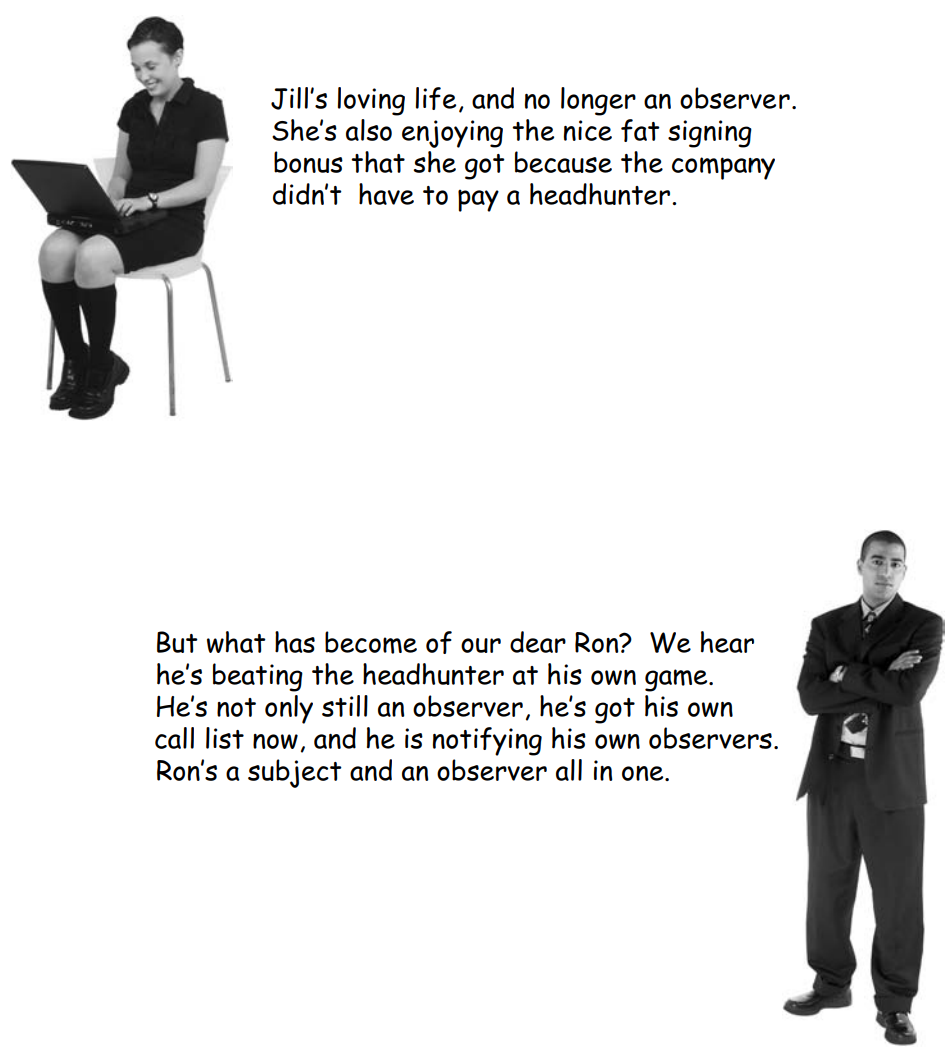 Jill’s loving life, and no longer an observer.
She’s also enjoying the nice fat signing
bonus that she got because the company
didn’t  have to pay a headhunter.
But what has become of our dear Ron?  We hear
he’s beating the headhunter at his own game.
He’s not only still an observer, he’s got his own
call list now, and he is notifying his own observers.
Ron’s a subject and an observer all in one.